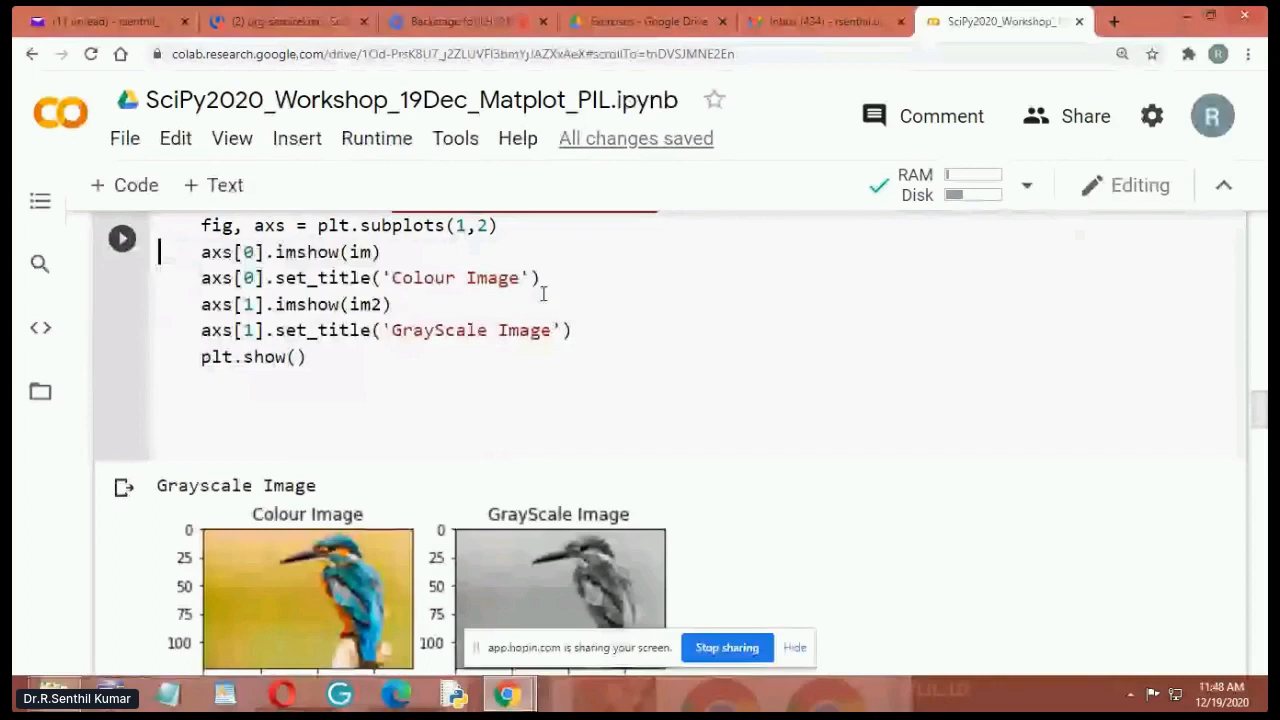 Exercises - Google Drive
SciPy2020_Workshop_1
colab.research.google.com/drive/
SciPy2020_Workshop_19Dec_Matplot_PIL.ipynb
Comment
Share
R
File Edit View Insert Runtime Tools Help All changes saved
+ Code + Text
RAM
Disk
Editing
fig, axs = plt.subplots(1,2)
axs[0].imshow(im)
axs[0].set_title('Colour Image')
axs[1].imshow(im2)
axs[1].set_title('GrayScale Image')
plt.show()
Grayscale Image
Colour Image GrayScale Image
0 0
25 25
50 50
75 75
100 100
app.hopin.com is sharing your screen.
Stop sharing
Hide
Dr.R.Senthil Kumar
11:48 AM
12/19/2020